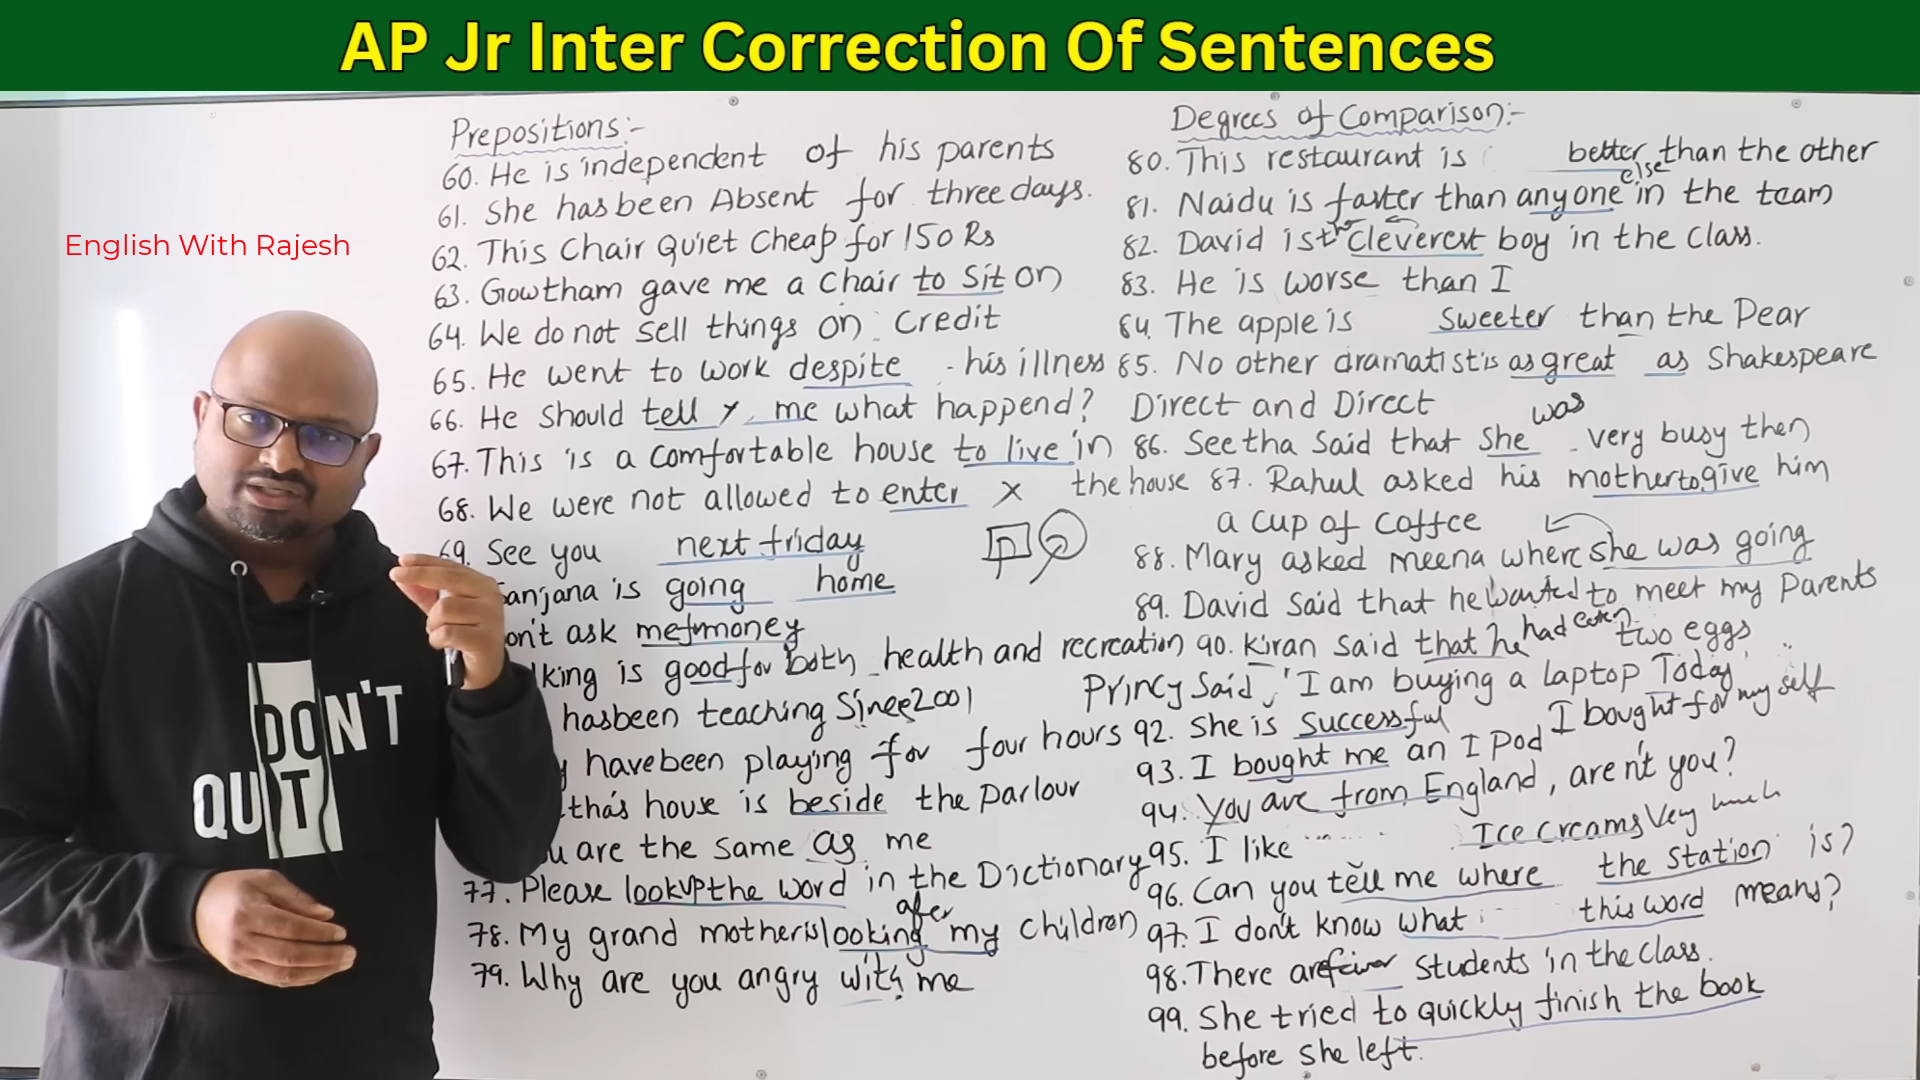 AP Jr Inter Correction Of Sentences
English With Rajesh
DON'T
QUIT
Prepositions:-
60. He is independent of his parents
61. She hasbeen Absent for three days.
62. This Chair Quiet Cheap for 150 Rs
63. Gowtham gave me a chair to sit on
64. We do not sell things on credit
65. He went to work despite his illness
66. He should tell x me what happend?
67. This is a comfortable house to live in
68. We were not allowed to enter x the house
69. See you next friday
anjana is going home
on't ask me money
lking is good for both health and recreation
hasbeen teaching Since 2001
y havebeen playing for four hours
tha's house is beside the parlour
u are the same as me
77. Please lookup the word in the Dictionary
78. My grand mother is looking after my children
79. Why are you angry with me
Degrees of Comparison:-
80. This restaurant is better than the other
81. Naidu is faster than anyone else in the team
82. David is the cleverest boy in the class.
83. He is worse than I
84. The apple is sweeter than the Pear
85. No other dramatist is as great as Shakespeare
Direct and Direct
86. Seetha said that she was very busy then
87. Rahul asked his mother to give him
a cup of coffee
88. Mary asked meena where she was going
89. David said that he wanted to meet my parents
90. Kiran said that he had eaten two eggs
Princy said, 'I am buying a laptop Today'
92. She is successful
I bought for my self
93. I bought me an I Pod
94. You are from England, aren't you?
95. I like Ice creams Very much
96. Can you tell me where the station is?
97. I don't know what this word means?
98. There are students in the class.
99. She tried to quickly finish the book
before she left.